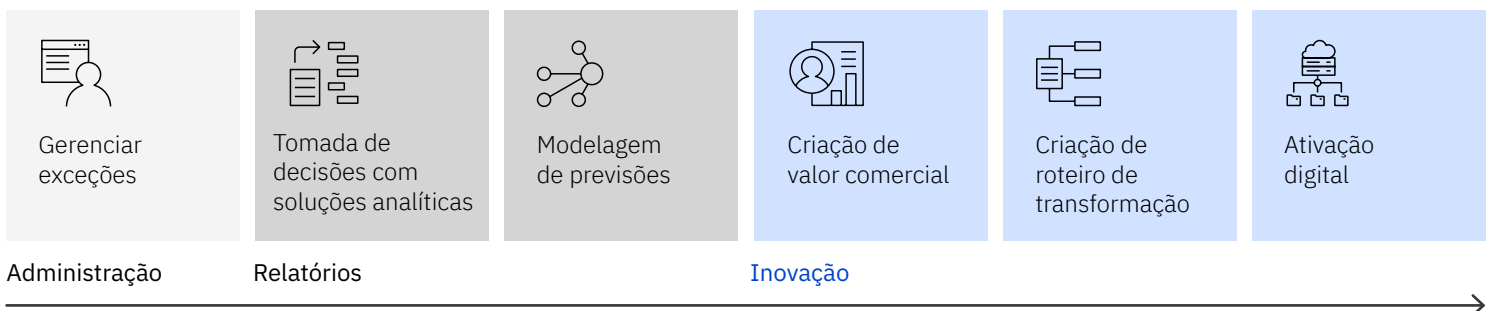 Gerenciar
exceções
Tomada de
decisões com
soluções analíticas
Modelagem
de previsões
Criação de
valor comercial
Criação de
roteiro de
transformação
Ativação
digital
Administração
Relatórios
Inovação